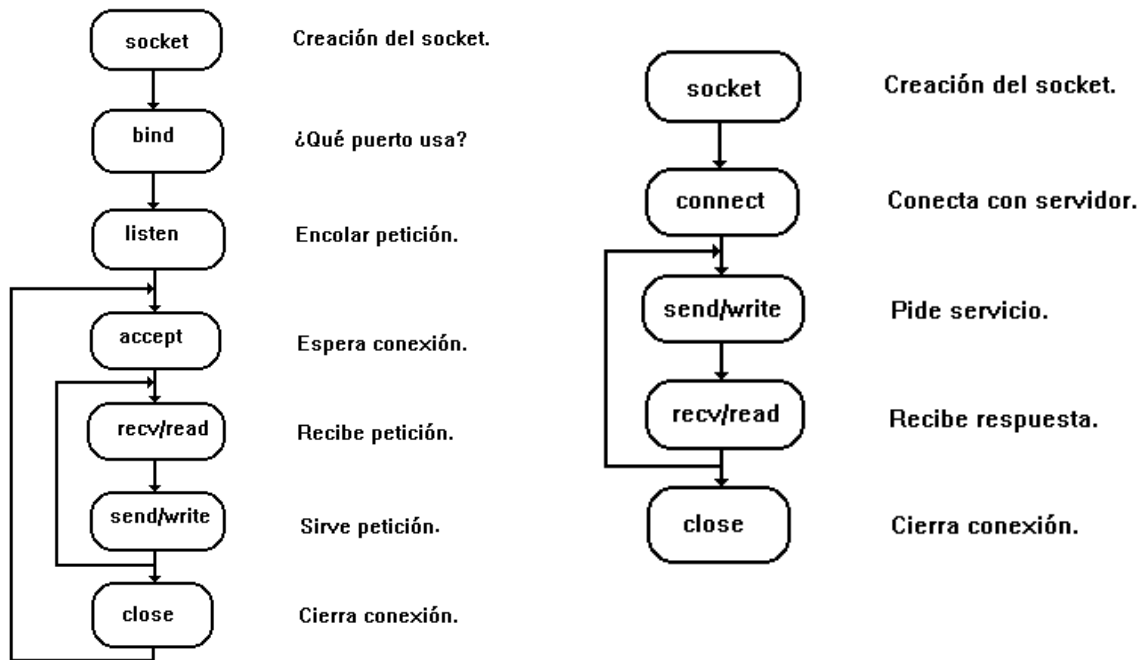 socket
Creación del socket.
bind
¿Qué puerto usa?
listen
Encolar petición.
accept
Espera conexión.
recv/read
Recibe petición.
send/write
Sirve petición.
close
Cierra conexión.
socket
Creación del socket.
connect
Conecta con servidor.
send/write
Pide servicio.
recv/read
Recibe respuesta.
close
Cierra conexión.